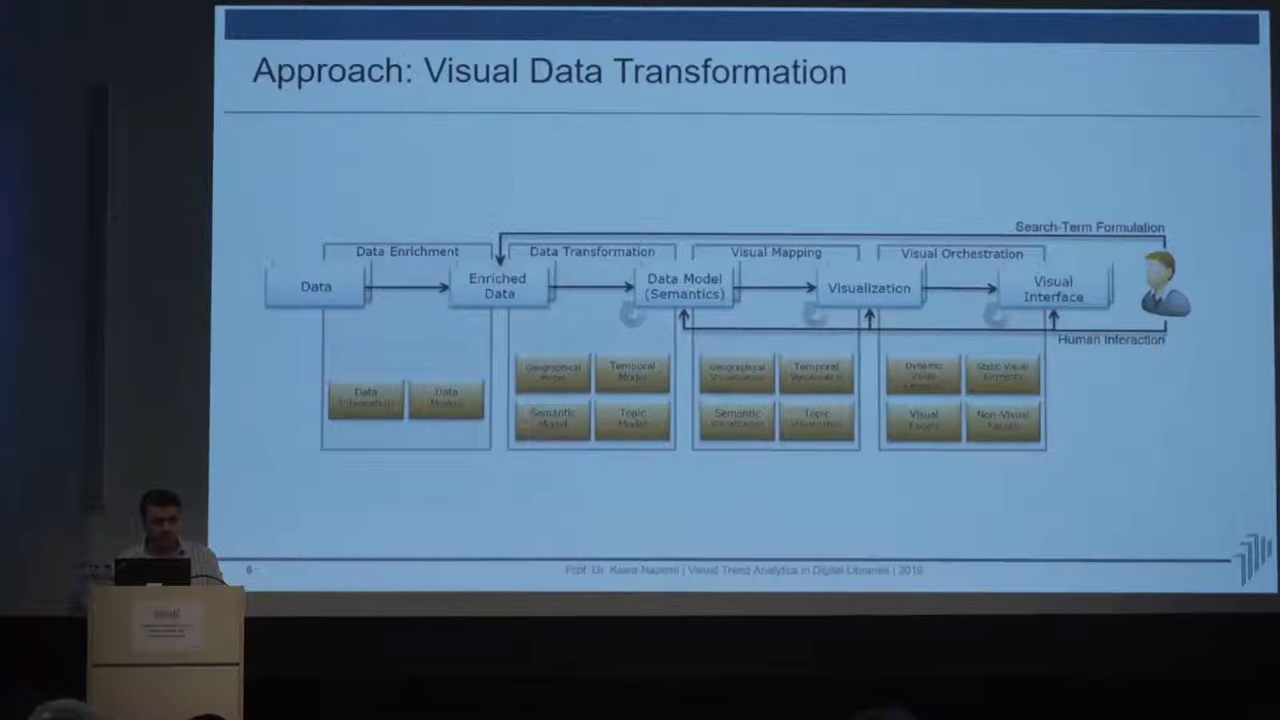 Approach: Visual Data Transformation
Search-Term Formulation
Data Enrichment
Data Transformation
Visual Mapping
Visual Orchestration
Data
Enriched
Data
Data Model
(Semantics)
Visualization
Visual
Interface
Human Interaction
Data
Integration
Data
Geographical
Model
Temporal
Model
Semantic
Model
Topic
Model
Geographical
Visualization
Temporal
Visualization
Semantic
Visualization
Topic
Visualization
Dynamic
Visual
Static Visual
Elements
Visual
Facets
Non-Visual
Facets
6
Prof. Dr. Kawa Nazemi | Visual Trend Analytics in Digital Libraries | 2019